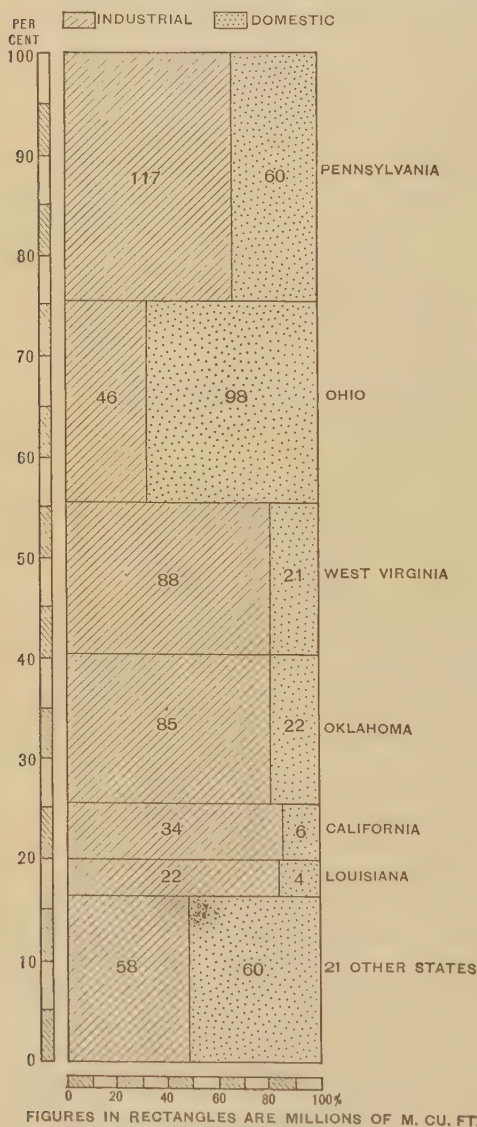 INDUSTRIAL DOMESTIC
PER
CENT
100
90
80
70
60
50
40
30
20
10
0
117 60 PENNSYLVANIA
46 98 OHIO
88 21 WEST VIRGINIA
85 22 OKLAHOMA
34 6 CALIFORNIA
22 4 LOUISIANA
58 60 21 OTHER STATES
0 20 40 60 80 100%
FIGURES IN RECTANGLES ARE MILLIONS OF M. CU. FT.